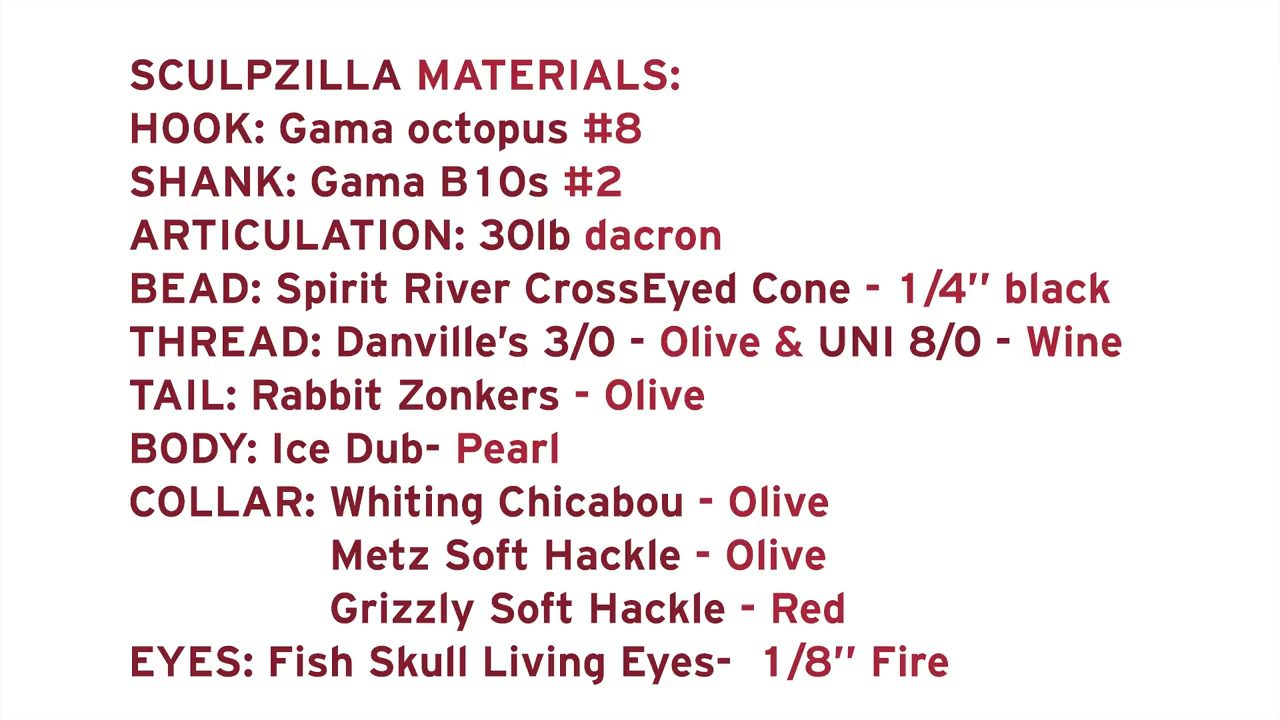 SCULPZILLA MATERIALS:
HOOK: Gama octopus #8
SHANK: Gama B10s #2
ARTICULATION: 30lb dacron
BEAD: Spirit River CrossEyed Cone - 1/4" black
THREAD: Danville's 3/0 - Olive & UNI 8/0 - Wine
TAIL: Rabbit Zonkers - Olive
BODY: Ice Dub- Pearl
COLLAR: Whiting Chicabou - Olive
Metz Soft Hackle - Olive
Grizzly Soft Hackle - Red
EYES: Fish Skull Living Eyes- 1/8" Fire